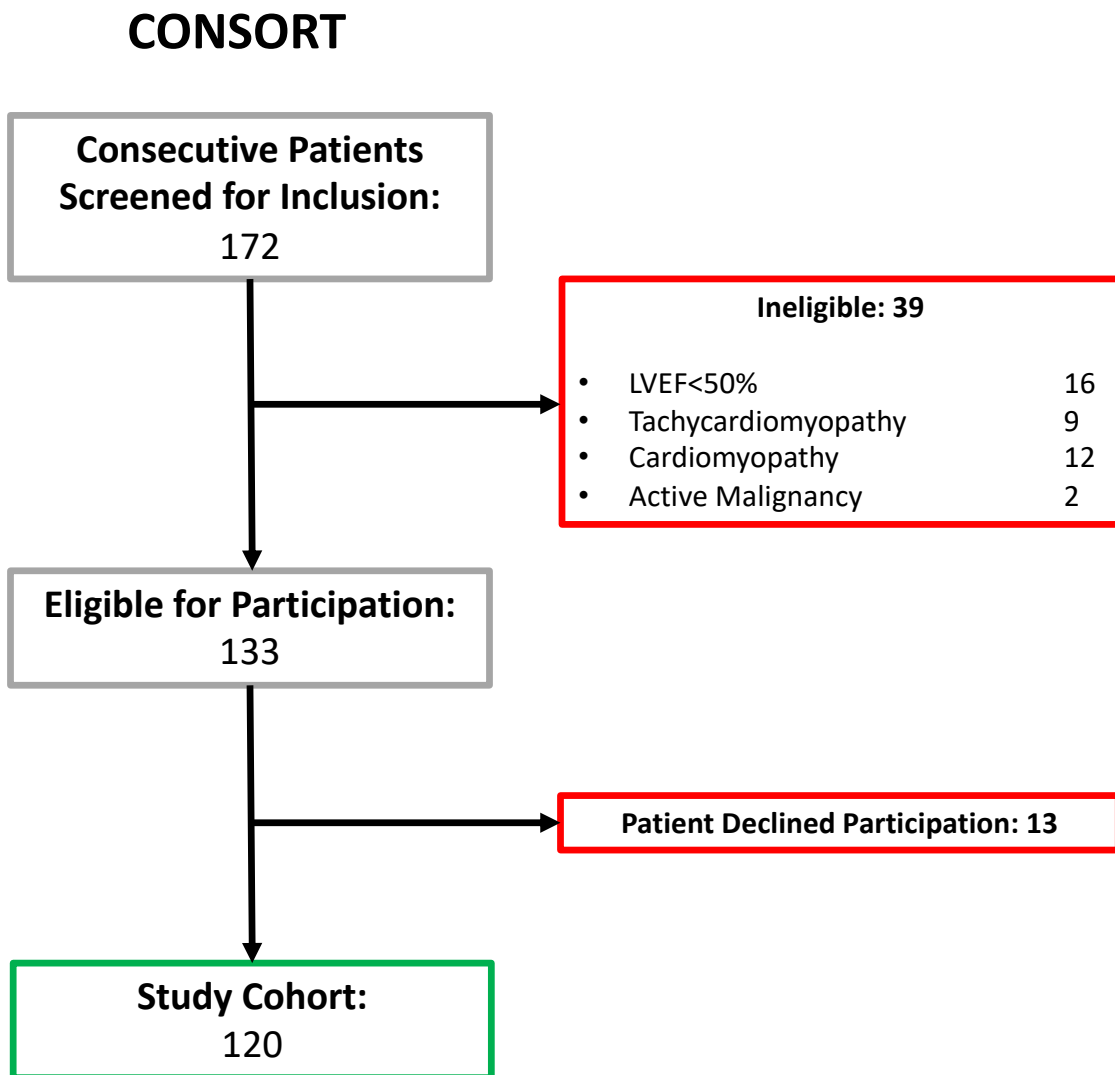 CONSORT
Consecutive Patients
Screened for Inclusion:
172
Ineligible: 39
• LVEF<50% 16
• Tachycardiomyopathy 9
• Cardiomyopathy 12
• Active Malignancy 2
Eligible for Participation:
133
Patient Declined Participation: 13
Study Cohort:
120